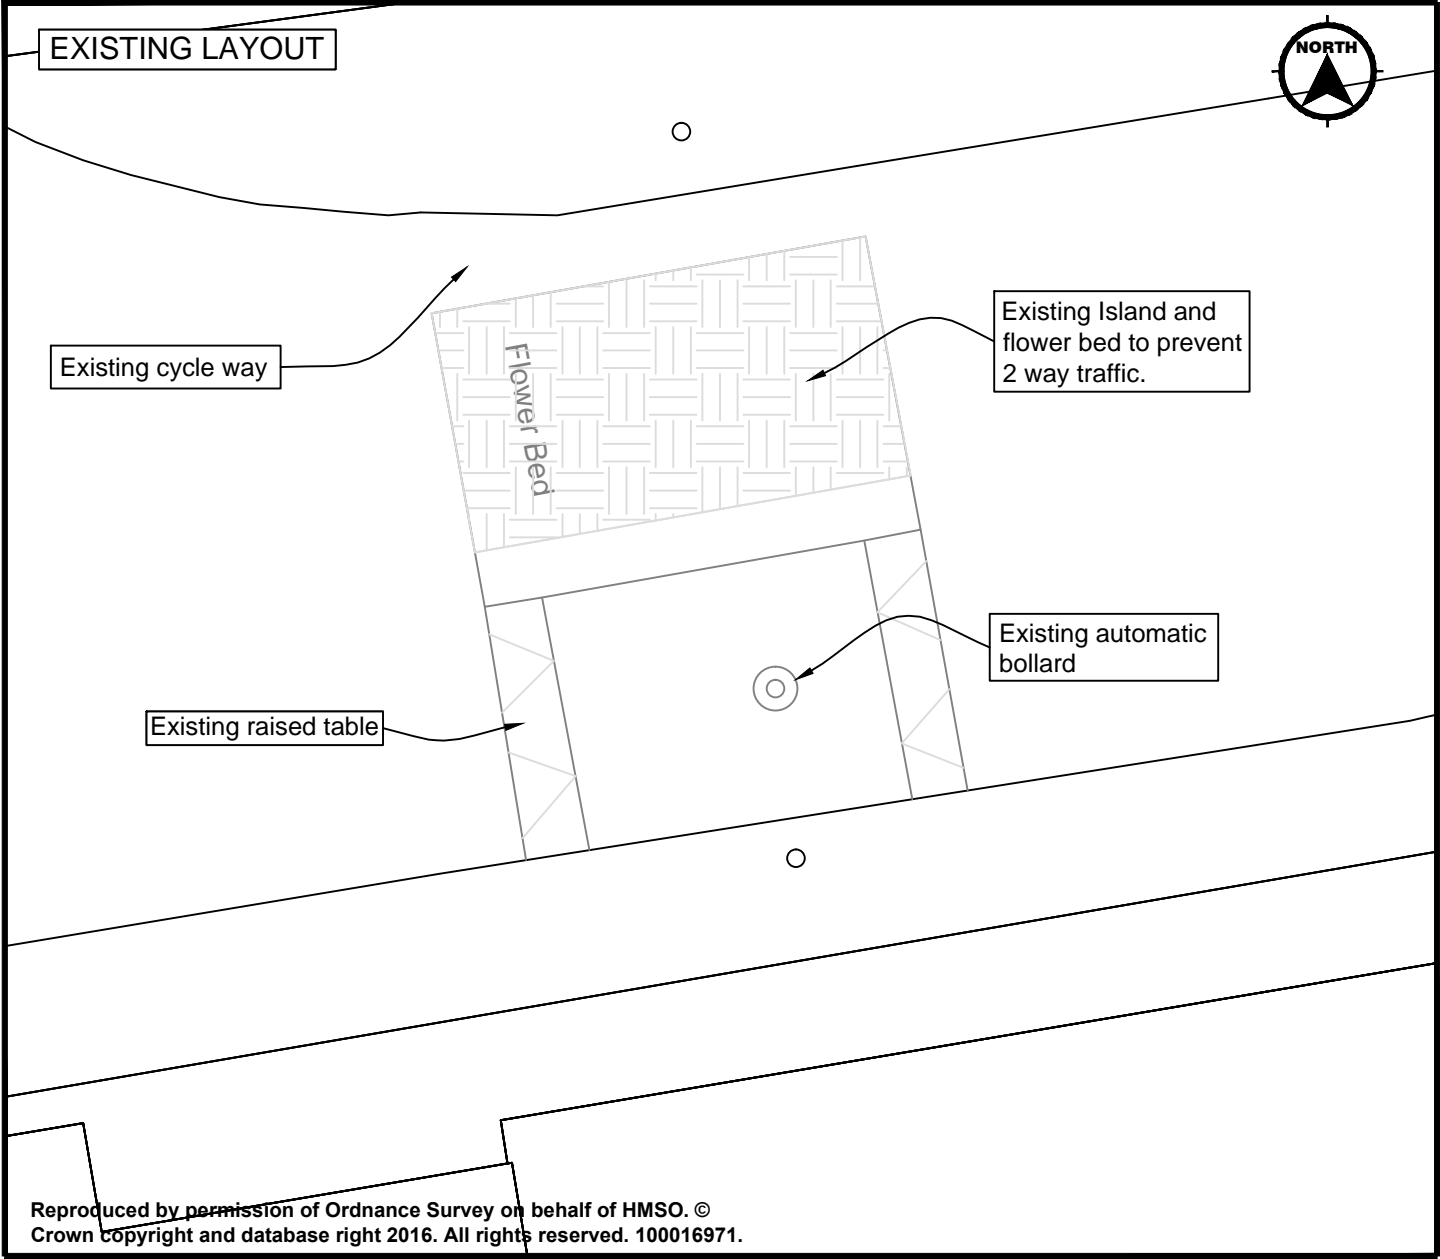 EXISTING LAYOUT
NORTH
Existing Island and
flower bed to prevent
2 way traffic.
Existing cycle way
Flower Bed
Existing automatic
bollard
Existing raised table
Reproduced by permission of Ordnance Survey on behalf of HMSO. ©
Crown copyright and database right 2016. All rights reserved. 100016971.